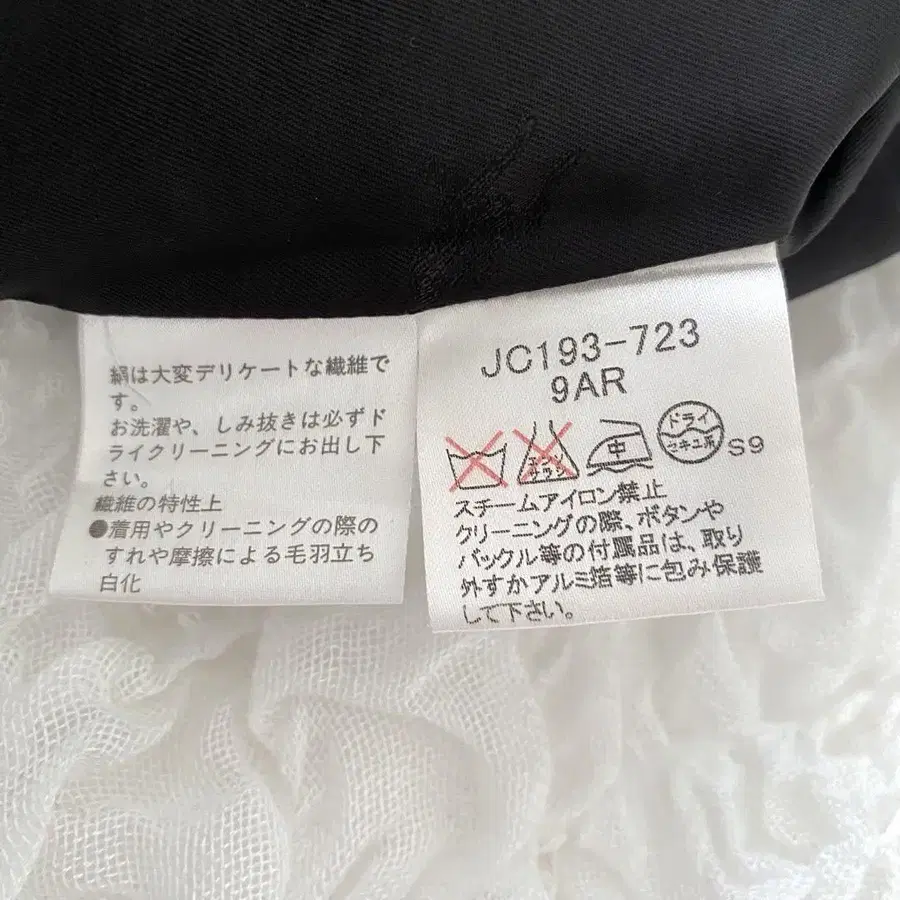 絹は大変デリケートな繊維で
す。
お洗濯や、しみ抜きは必ずド
ライクリーニングにお出し下
さい。
繊維の特性上
●着用やクリーニングの際の
すれや摩擦による毛羽立ち
白化
JC193-723
9AR
エンソ
サラシ
中
ドライ
セキユ系
S9
スチームアイロン禁止
クリーニングの際、ボタンや
バックル等の付属品は、取り
外すかアルミ箔等に包み保護
して下さい。